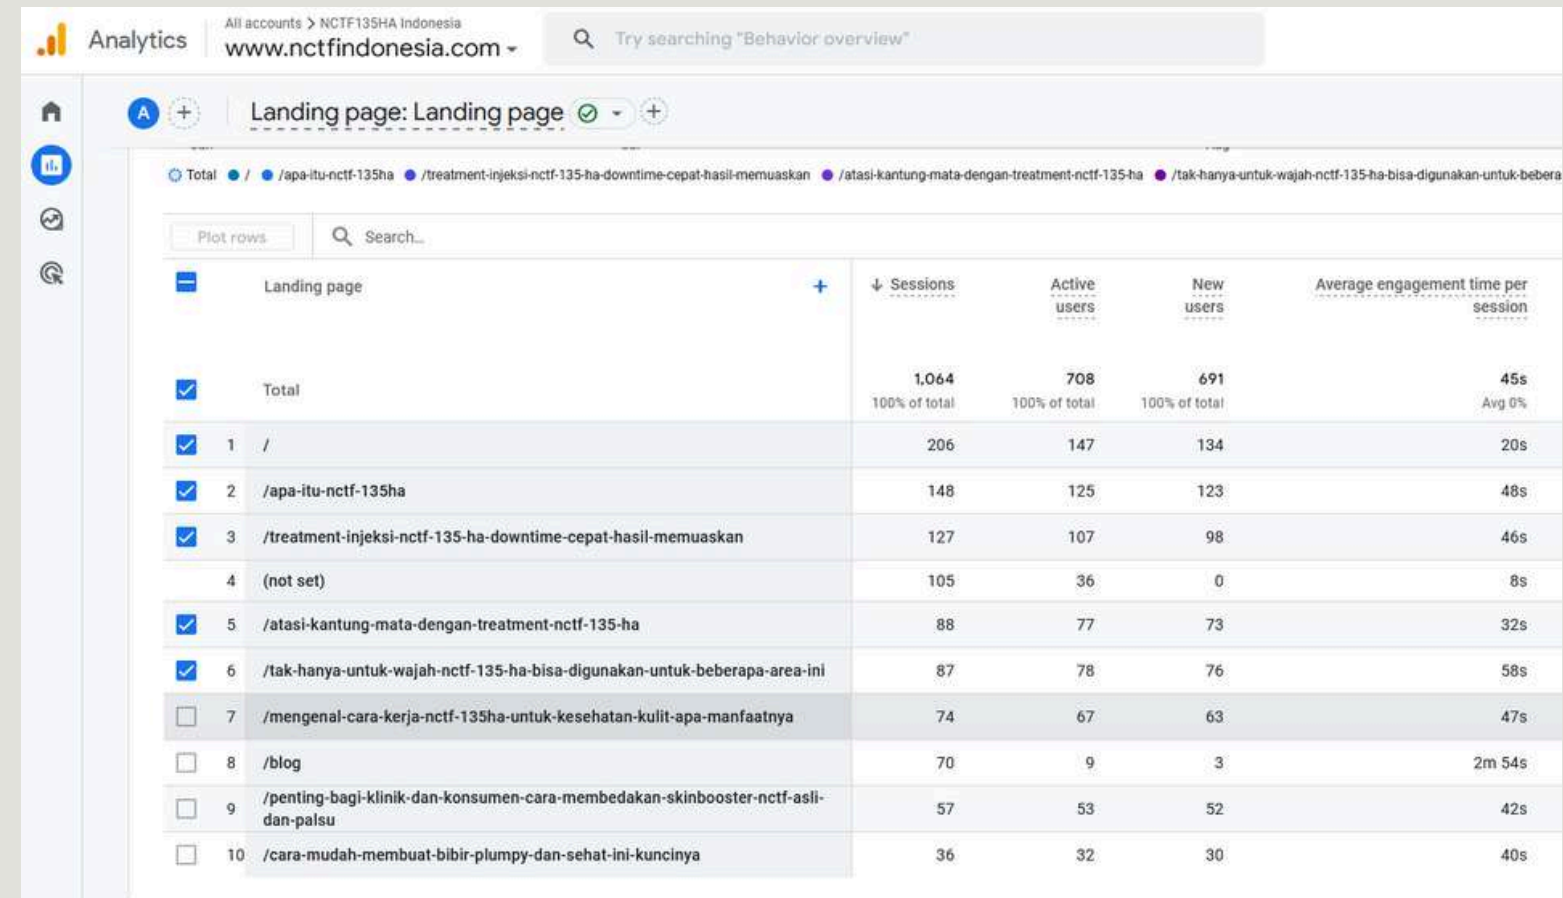 All accounts > NCTF135HA Indonesia
Analytics
www.nctfindonesia.com
Try searching "Behavior overview"
A
Landing page: Landing page
Total / /apa-itu-nctf-135ha /treatment-injeksi-nctf-135-ha-downtime-cepat-hasil-memuaskan /atasi-kantung-mata-dengan-treatment-nctf-135-ha /tak-hanya-untuk-wajah-nctf-135-ha-bisa-digunakan-untuk-bebera
Plot rows
Search...
Landing page + ↓ Sessions Active users New users Average engagement time per session
Total 1,064 708 691 45s
100% of total 100% of total 100% of total Avg 0%
1 / 206 147 134 20s
2 /apa-itu-nctf-135ha 148 125 123 48s
3 /treatment-injeksi-nctf-135-ha-downtime-cepat-hasil-memuaskan 127 107 98 46s
4 (not set) 105 36 0 8s
5 /atasi-kantung-mata-dengan-treatment-nctf-135-ha 88 77 73 32s
6 /tak-hanya-untuk-wajah-nctf-135-ha-bisa-digunakan-untuk-beberapa-area-ini 87 78 76 58s
7 /mengenal-cara-kerja-nctf-135ha-untuk-kesehatan-kulit-apa-manfaatnya 74 67 63 47s
8 /blog 70 9 3 2m 54s
9 /penting-bagi-klinik-dan-konsumen-cara-membedakan-skinbooster-nctf-asli-dan-palsu 57 53 52 42s
10 /cara-mudah-membuat-bibir-plumpy-dan-sehat-ini-kuncinya 36 32 30 40s